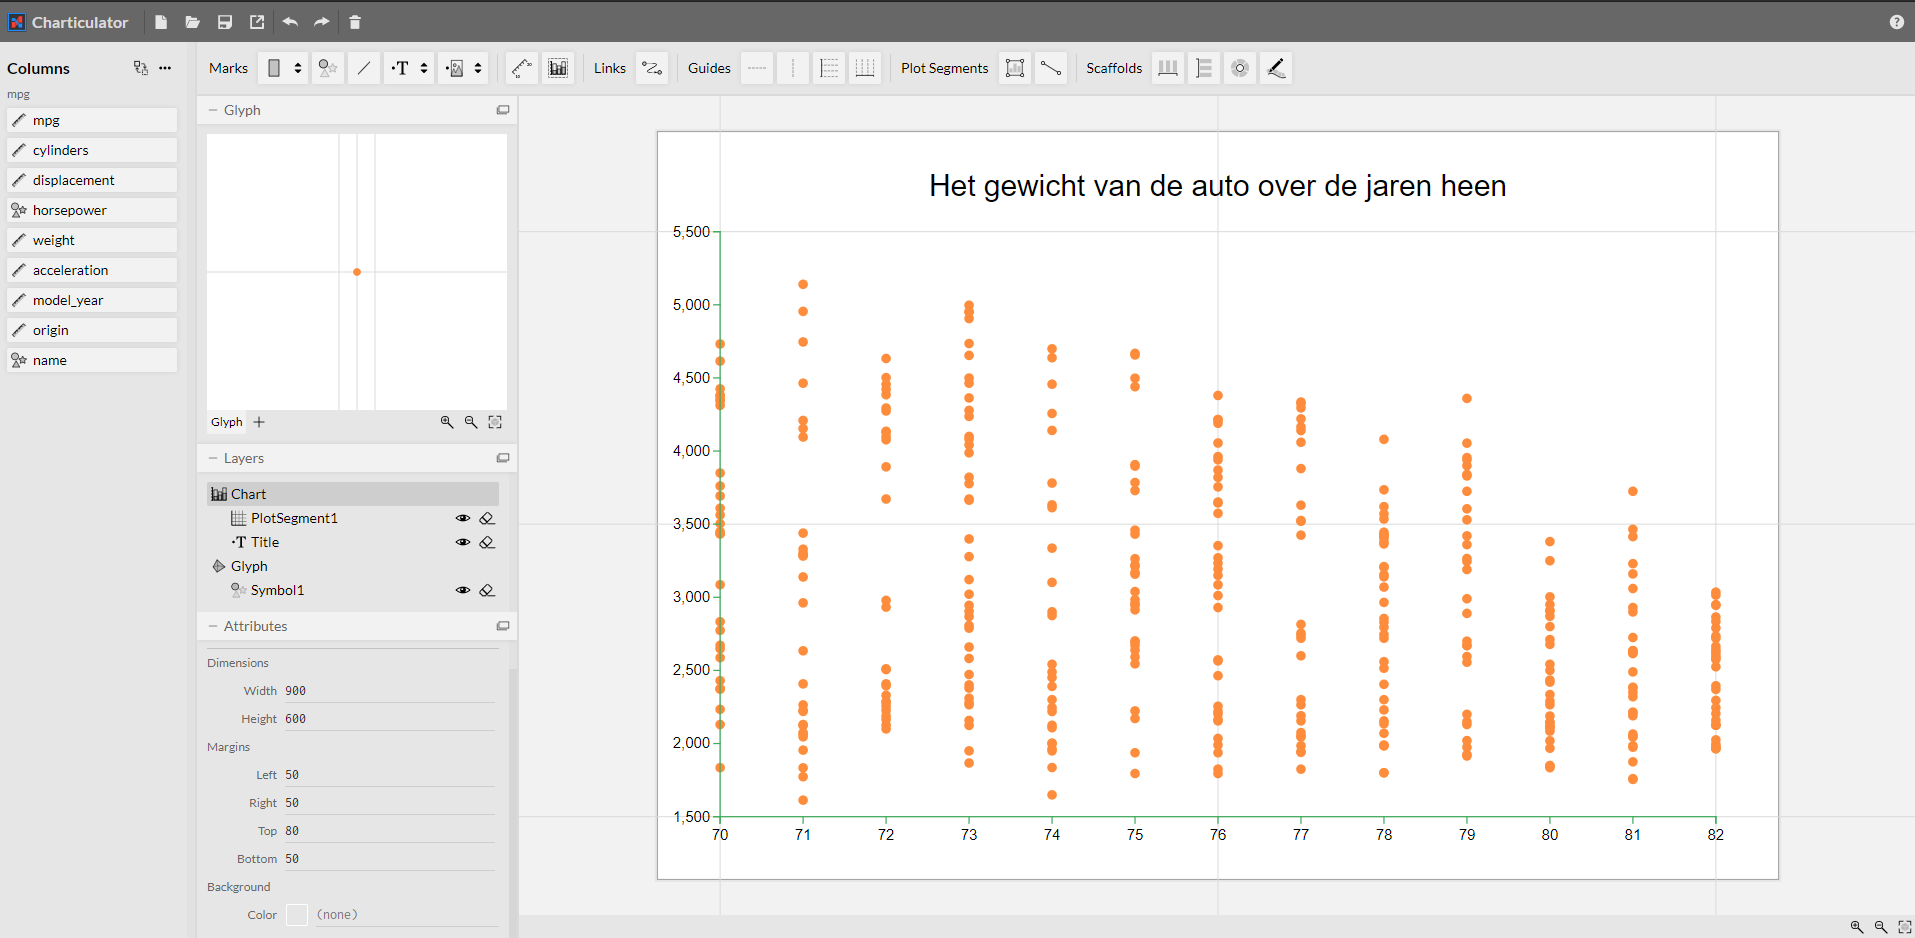 Charticulator
Columns
mpg
mpg
cylinders
displacement
horsepower
weight
acceleration
model_year
origin
name
Marks
T
Links
Guides
Plot Segments
Scaffolds
Glyph
Glyph
Layers
Chart
PlotSegment1
T Title
Glyph
Symbol1
Attributes
Dimensions
Width 900
Height 600
Margins
Left 50
Right 50
Top 80
Bottom 50
Background
Color (none)
Het gewicht van de auto over de jaren heen
5,500
5,000
4,500
4,000
3,500
3,000
2,500
2,000
1,500
70 71 72 73 74 75 76 77 78 79 80 81 82